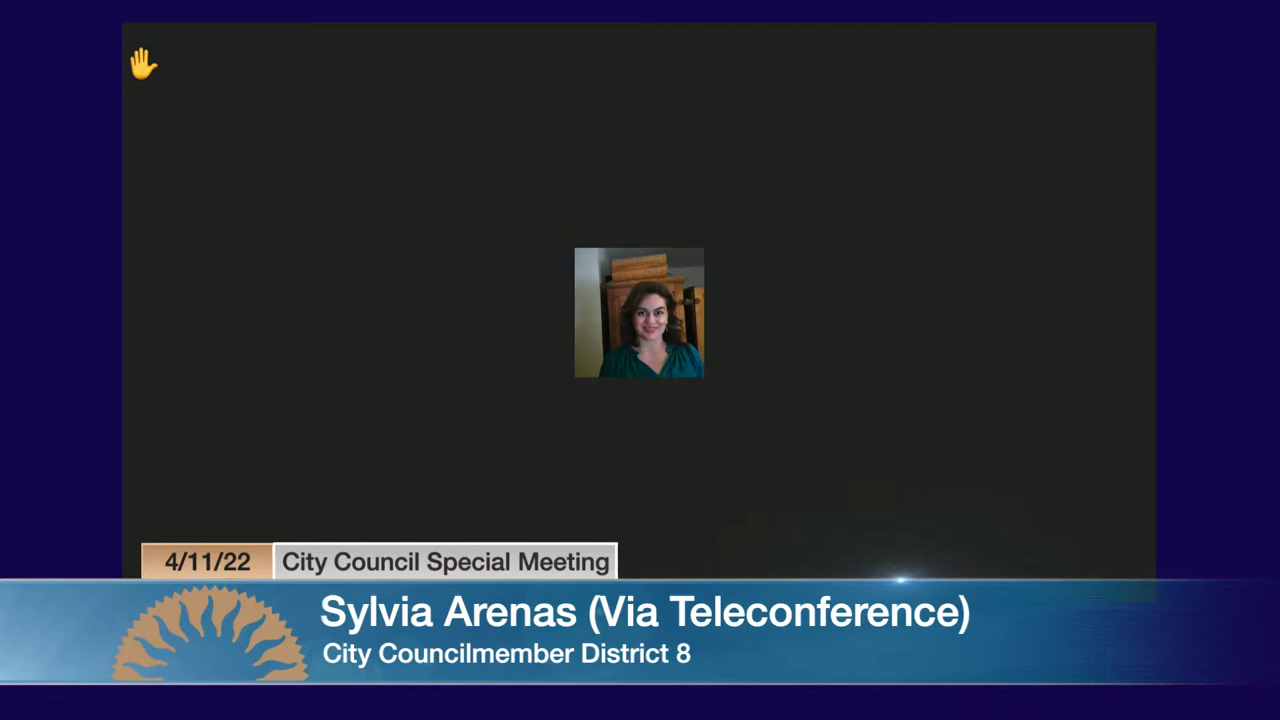 4/11/22
City Council Special Meeting
Sylvia Arenas (Via Teleconference)
City Councilmember District 8